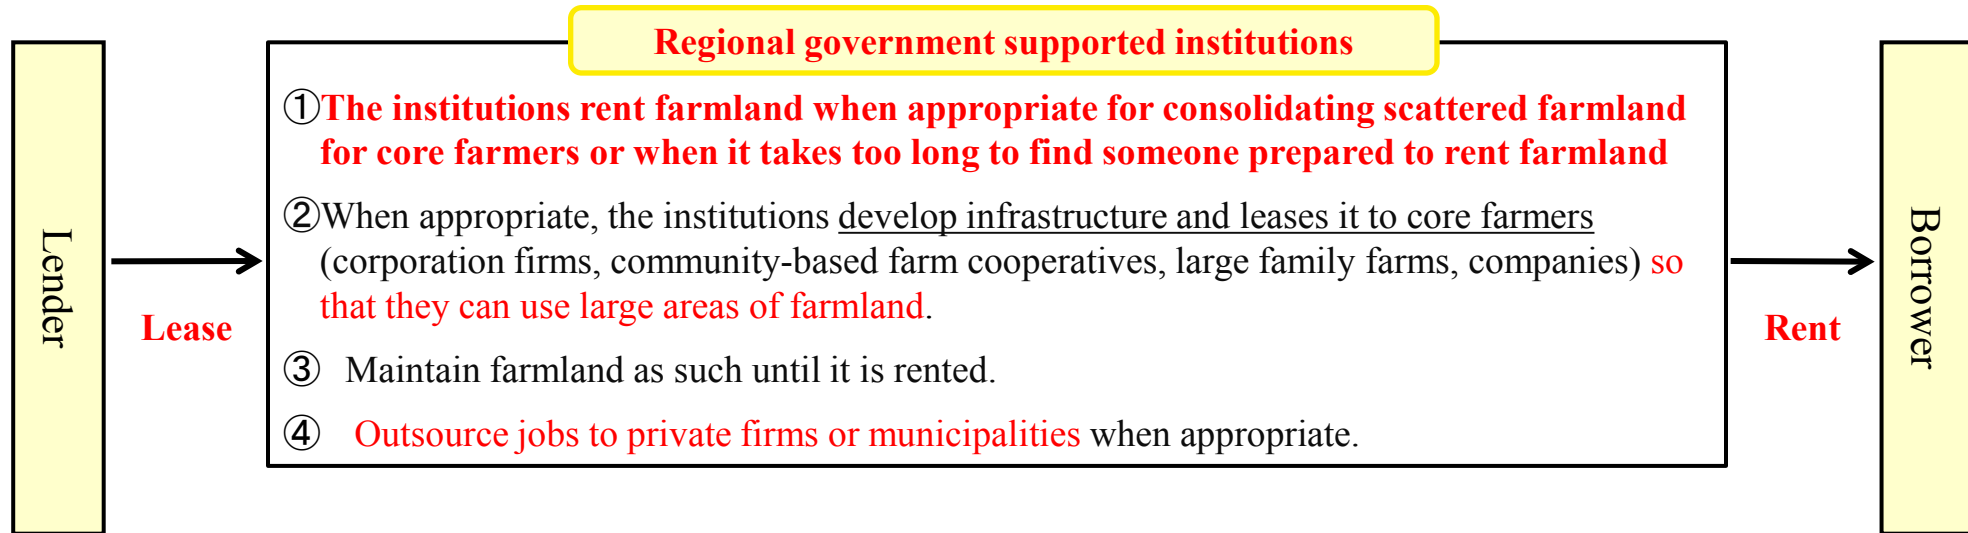 Regional government supported institutions
Lender
Lease
①The institutions rent farmland when appropriate for consolidating scattered farmland
for core farmers or when it takes too long to find someone prepared to rent farmland
②When appropriate, the institutions develop infrastructure and leases it to core farmers
(corporation firms, community-based farm cooperatives, large family farms, companies) so
that they can use large areas of farmland.
③ Maintain farmland as such until it is rented.
④ Outsource jobs to private firms or municipalities when appropriate.
Rent
Borrower